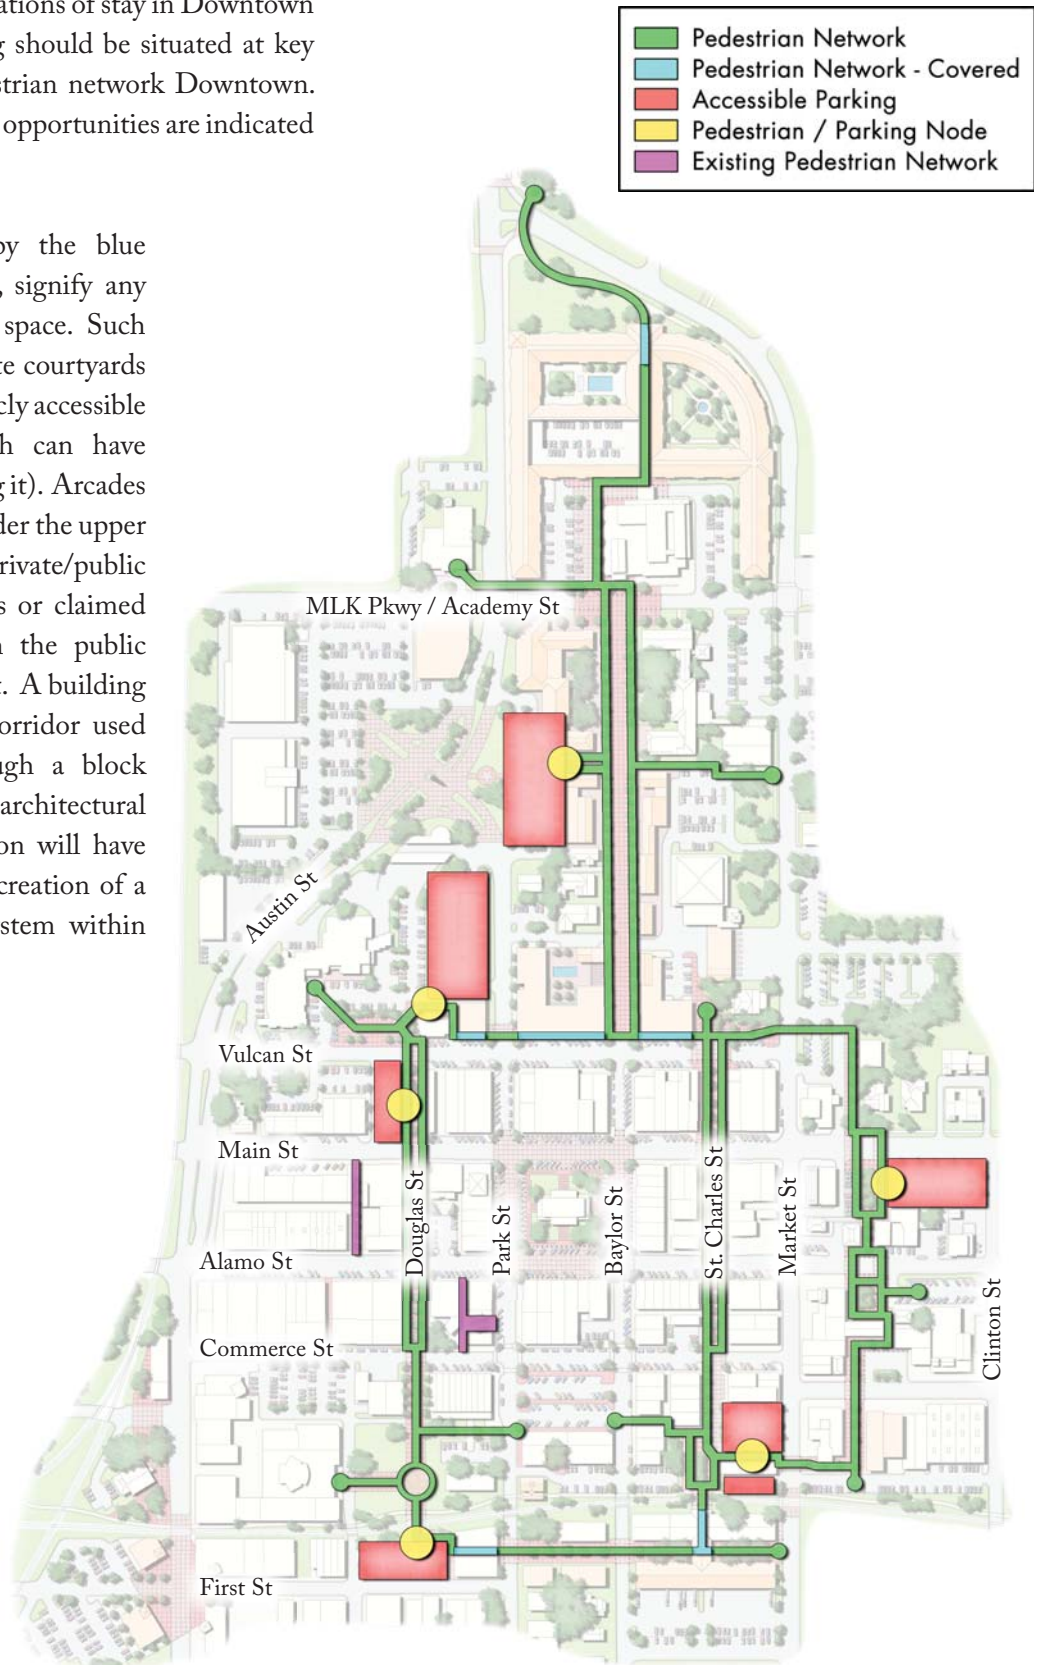 ations of stay in Downtown
g should be situated at key
strian network Downtown.
opportunities are indicated
by the blue
, signify any
space. Such
te courtyards
cly accessible
h can have
g it). Arcades
der the upper
rivate/public
s or claimed
n the public
t. A building
orridor used
ugh a block
architectural
on will have
creation of a
stem within
Pedestrian Network
Pedestrian Network - Covered
Accessible Parking
Pedestrian / Parking Node
Existing Pedestrian Network
MLK Pkwy / Academy St
Austin St
Vulcan St
Main St
Alamo St
Commerce St
First St
Douglas St
Park St
Baylor St
St. Charles St
Market St
Clinton St